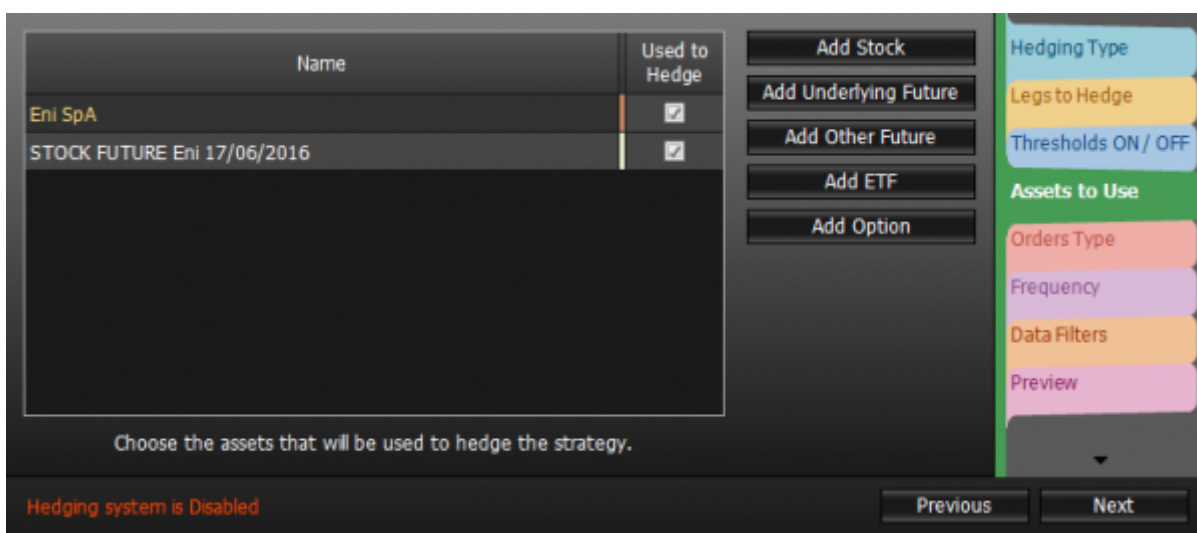 Name
Used to
Hedge
Eni SpA
STOCK FUTURE Eni 17/06/2016
Choose the assets that will be used to hedge the strategy.
Add Stock
Add Underlying Future
Add Other Future
Add ETF
Add Option
Hedging Type
Legs to Hedge
Thresholds ON / OFF
Assets to Use
Orders Type
Frequency
Data Filters
Preview
Hedging system is Disabled
Previous
Next